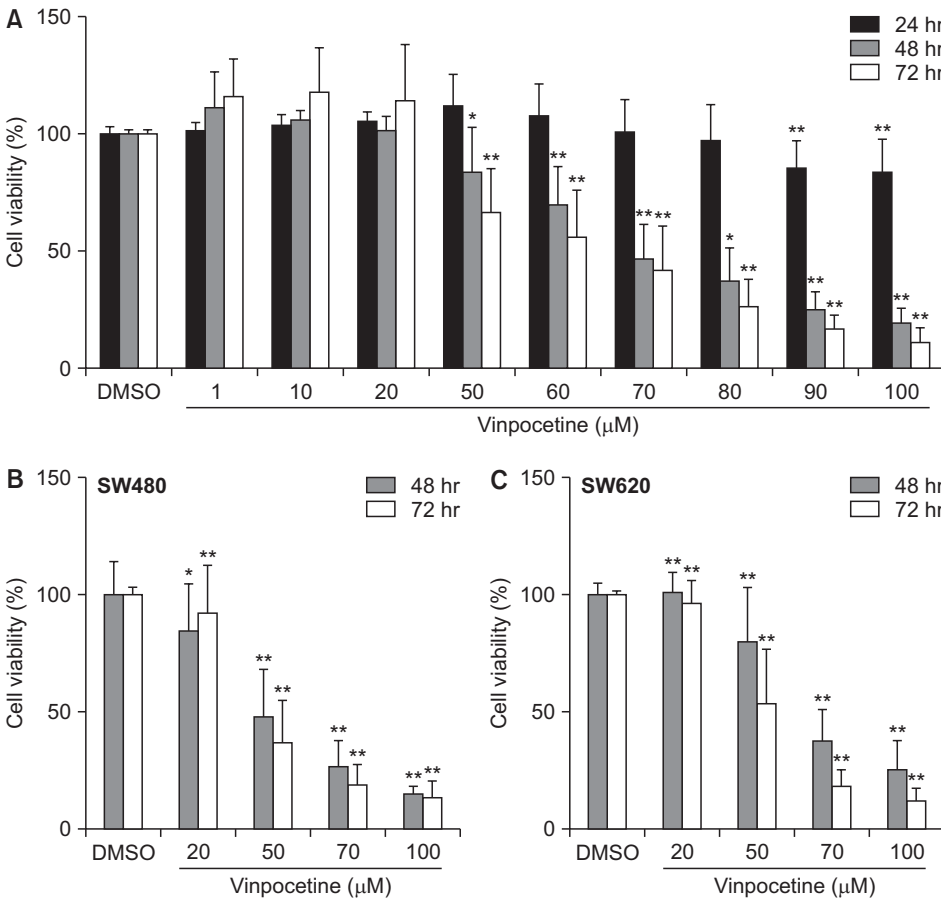 A
150
100
50
0
Cell viability (%)
24 hr
48 hr
72 hr
* ** ** ** ** ** * ** ** ** ** ** ** **
DMSO 1 10 20 50 60 70 80 90 100
Vinpocetine (μM)
B
SW480
150
100
50
0
Cell viability (%)
48 hr
72 hr
* ** ** ** ** ** ** **
DMSO 20 50 70 100
Vinpocetine (μM)
C
SW620
150
100
50
0
Cell viability (%)
48 hr
72 hr
** ** ** ** ** ** ** **
DMSO 20 50 70 100
Vinpocetine (μM)